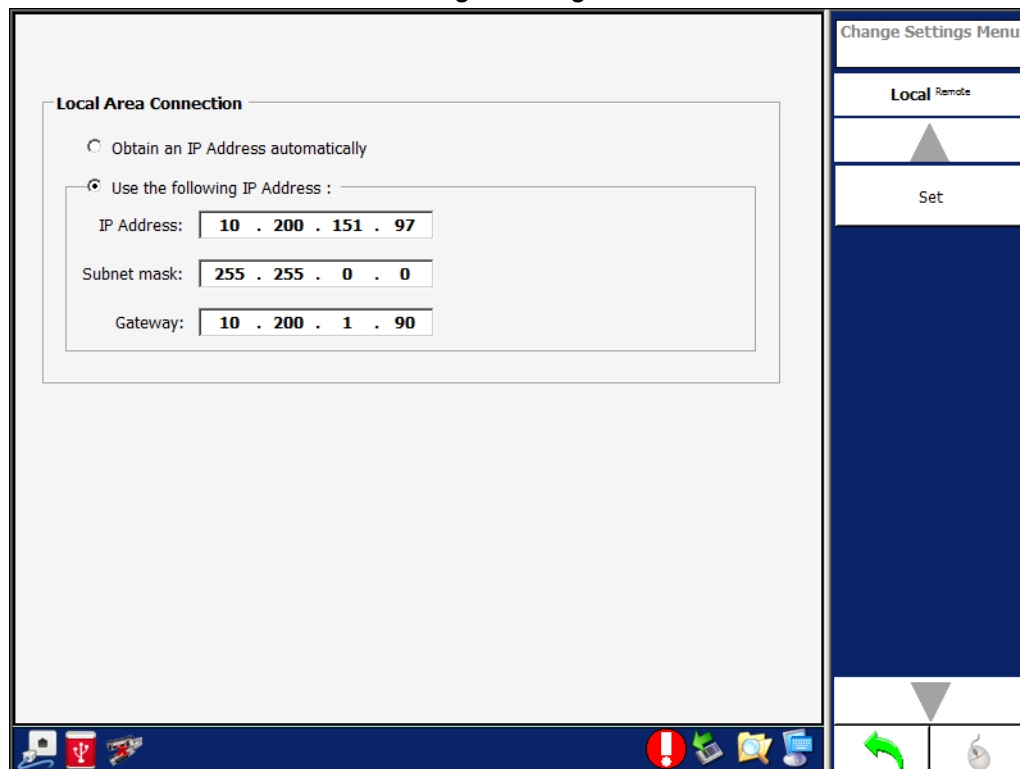 Change Settings Menu
Local Remote
Local Area Connection
Obtain an IP Address automatically
Use the following IP Address :
Set
IP Address: 10 . 200 . 151 . 97
Subnet mask: 255 . 255 . 0 . 0
Gateway: 10 . 200 . 1 . 90